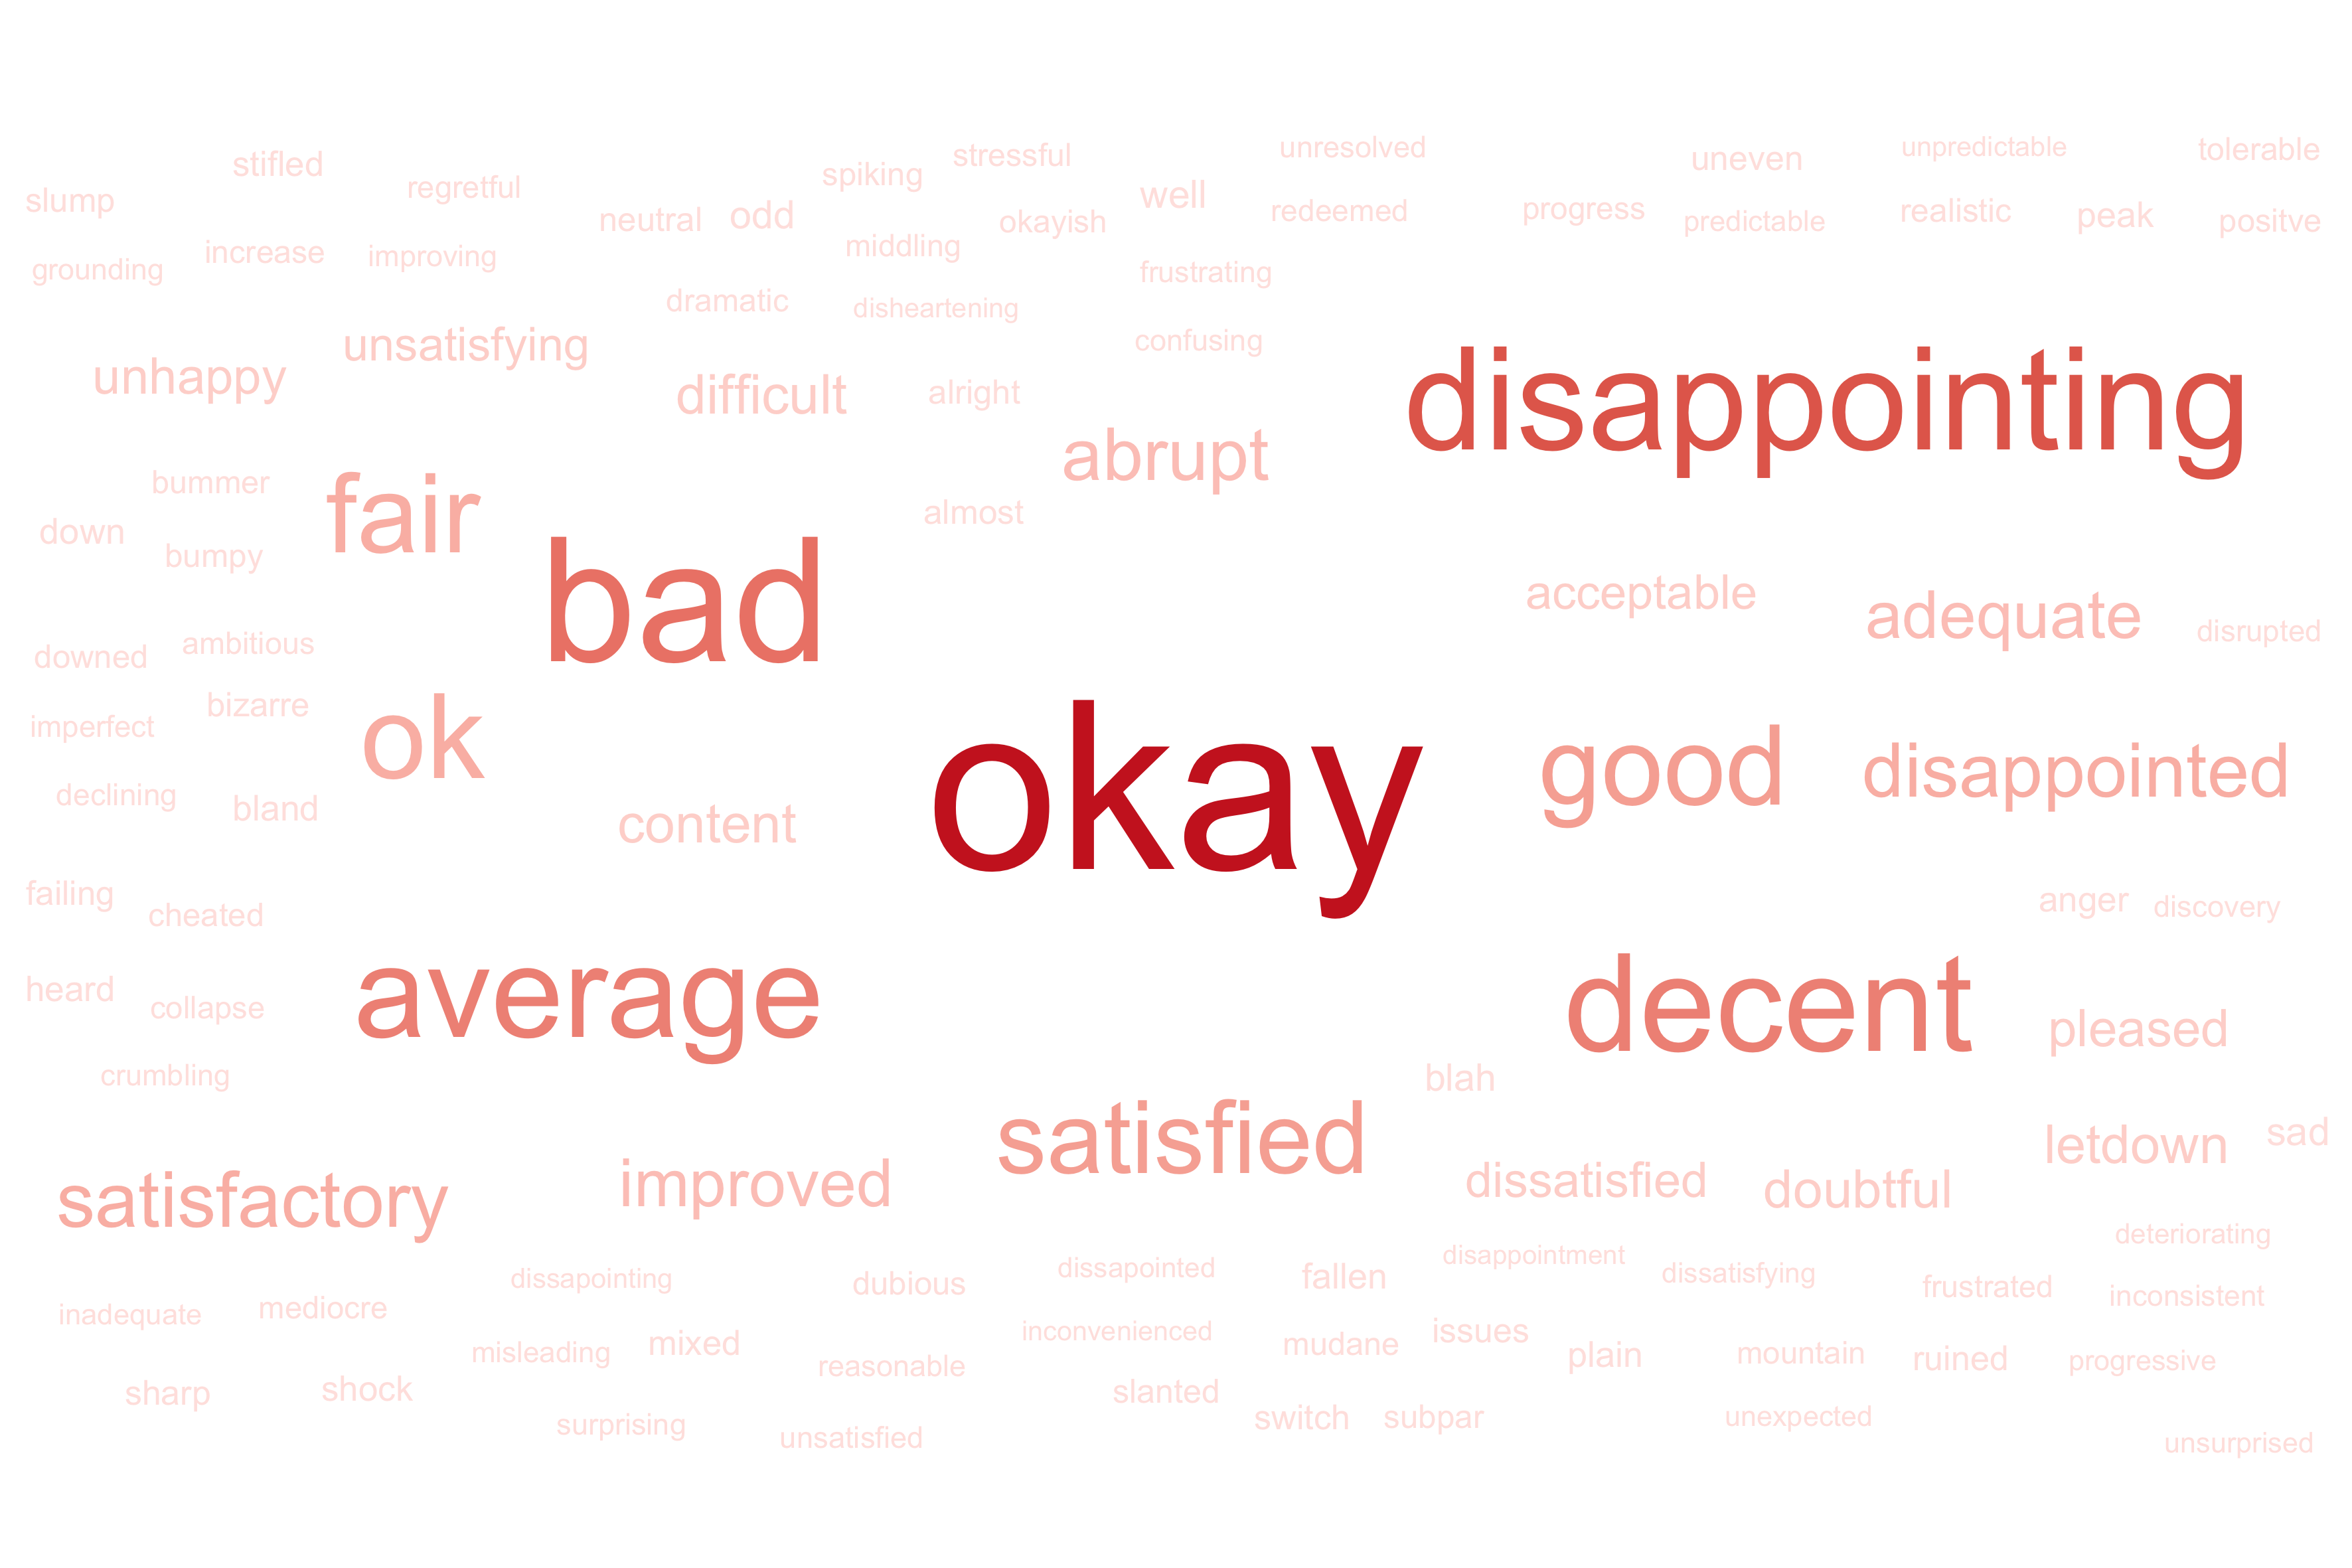 stressful
unresolved
unpredictable
tolerable
uneven
stifled
spiking
regretful
slump
well
redeemed
progress
predictable
realistic
peak
positve
neutral
odd
okayish
middling
increase
improving
grounding
frustrating
dramatic
disheartening
confusing
unsatisfying
unhappy
difficult
alright
disappointing
abrupt
bummer
fair
almost
down
bumpy
bad
acceptable
adequate
disrupted
ambitious
downed
bizarre
imperfect
ok
okay
good
disappointed
declining
bland
content
failing
cheated
anger
discovery
heard
collapse
average
decent
pleased
crumbling
blah
satisfied
letdown
sad
satisfactory
improved
dissatisfied
doubtful
deteriorating
dissapointing
dubious
dissapointed
fallen
disappointment
dissatisfying
frustrated
inconsistent
inadequate
mediocre
misleading
mixed
inconvenienced
mudane
issues
plain
mountain
ruined
progressive
reasonable
sharp
shock
slanted
surprising
unsatisfied
switch
subpar
unexpected
unsurprised